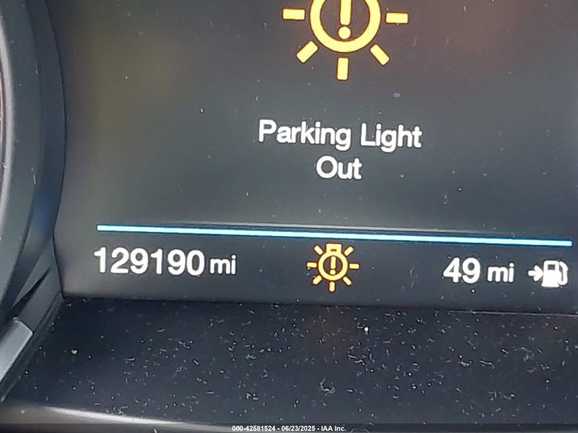 Parking Light
Out
129190 mi
49 mi
000-42581524 - 06/23/2025 - IAA Inc.